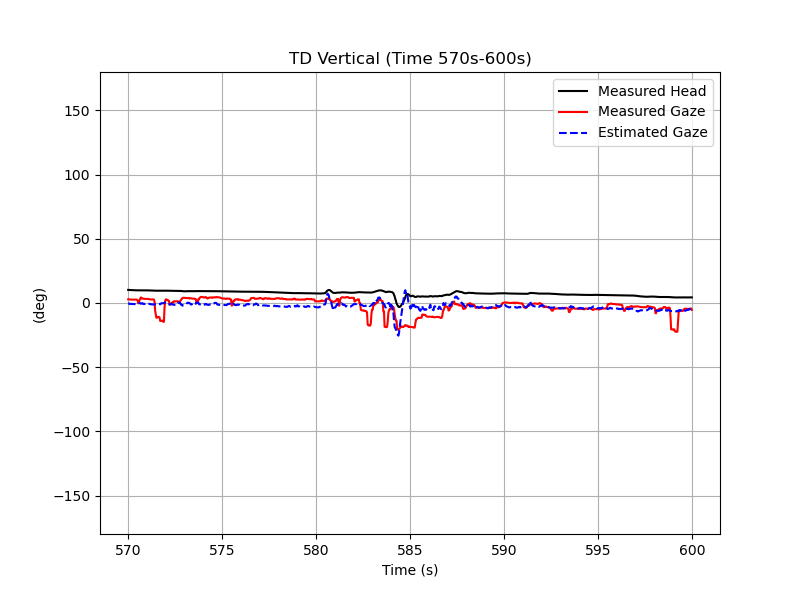 TD Vertical (Time 570s-600s)
Measured Head
Measured Gaze
Estimated Gaze
150
100
50
0
−50
−100
−150
(deg)
570 575 580 585 590 595 600
Time (s)